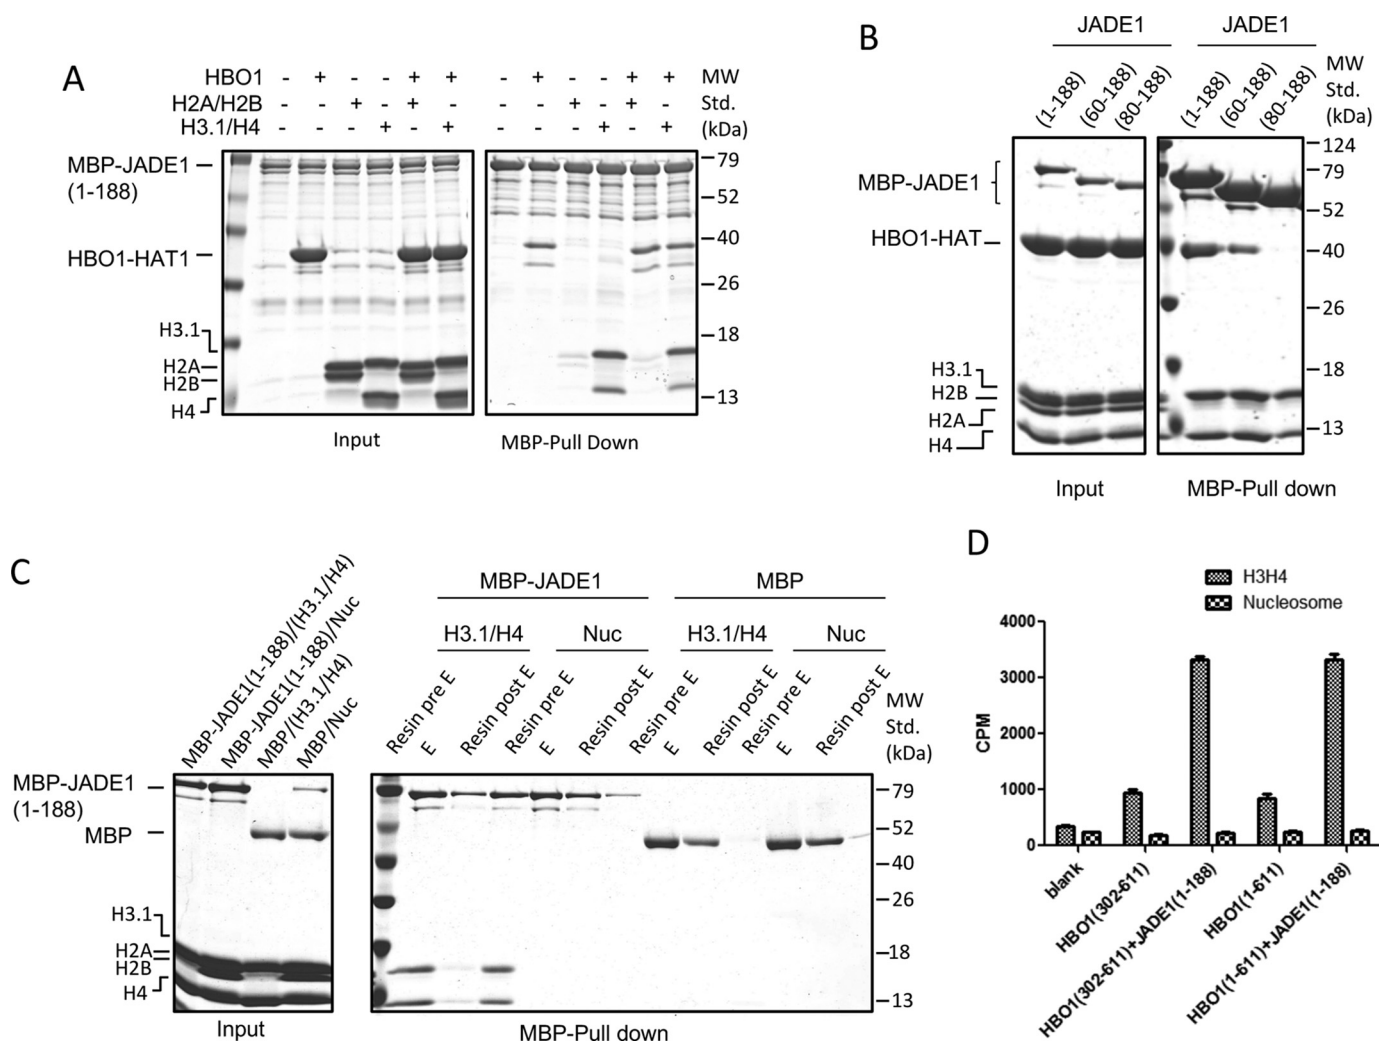 A
HBO1 - + - - + + MW
H2A/H2B - - + - + - Std.
H3.1/H4 - - - + - + (kDa)
- + - - + +
- - + - + -
- - - + - +
MBP-JADE1
(1-188)
HBO1-HAT1
H3.1
H2A
H2B
H4
79
52
40
26
18
13
Input
MBP-Pull Down
B
JADE1
JADE1
(1-188)
(60-188)
(80-188)
(1-188)
(60-188)
(80-188)
MW
Std.
(kDa)
MBP-JADE1
HBO1-HAT
H3.1
H2B
H2A
H4
124
79
52
40
26
18
13
Input
MBP-Pull down
C
MBP-JADE1(1-188)/(H3.1/H4)
MBP-JADE1(1-188)/Nuc
MBP/(H3.1/H4)
MBP/Nuc
MBP-JADE1
MBP
H3.1/H4
Nuc
H3.1/H4
Nuc
Resin pre E
E
Resin post E
Resin pre E
E
Resin post E
Resin pre E
E
Resin post E
Resin pre E
E
Resin post E
MW
Std.
(kDa)
MBP-JADE1
(1-188)
MBP
H3.1
H2A
H2B
H4
79
52
40
26
18
13
Input
MBP-Pull down
D
H3H4
Nucleosome
CPM
4000
3000
2000
1000
0
blank
HBO1(302-611)
HBO1(302-611)+JADE1(1-188)
HBO1(1-611)
HBO1(1-611)+JADE1(1-188)